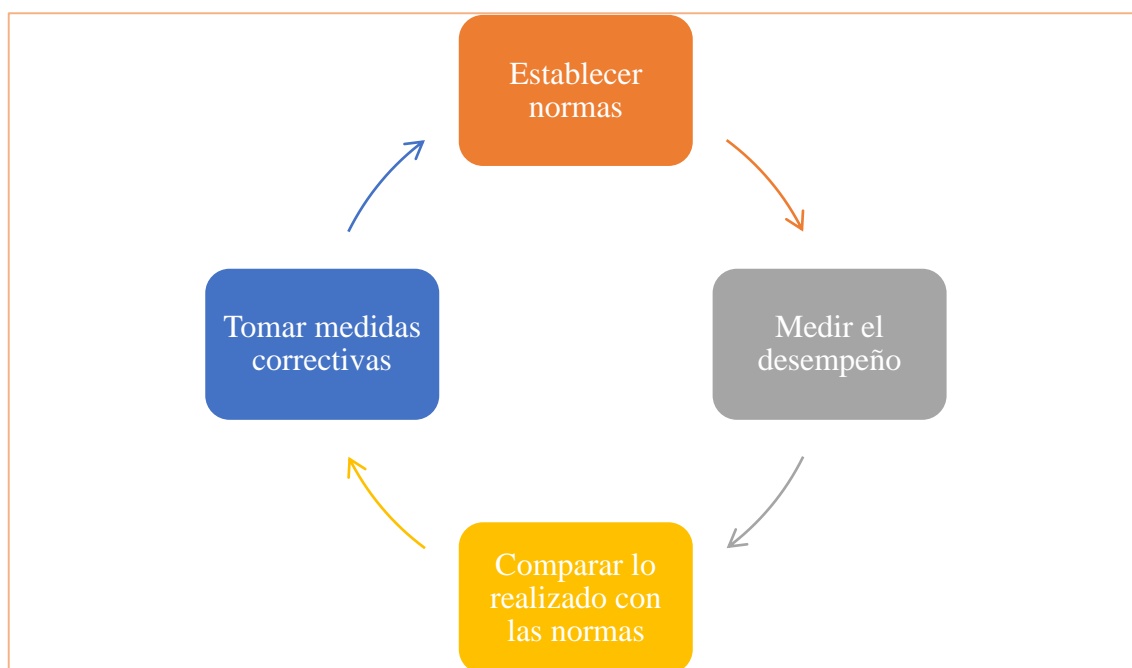 Establecer
normas
Medir el
desempeño
Comparar lo
realizado con
las normas
Tomar medidas
correctivas